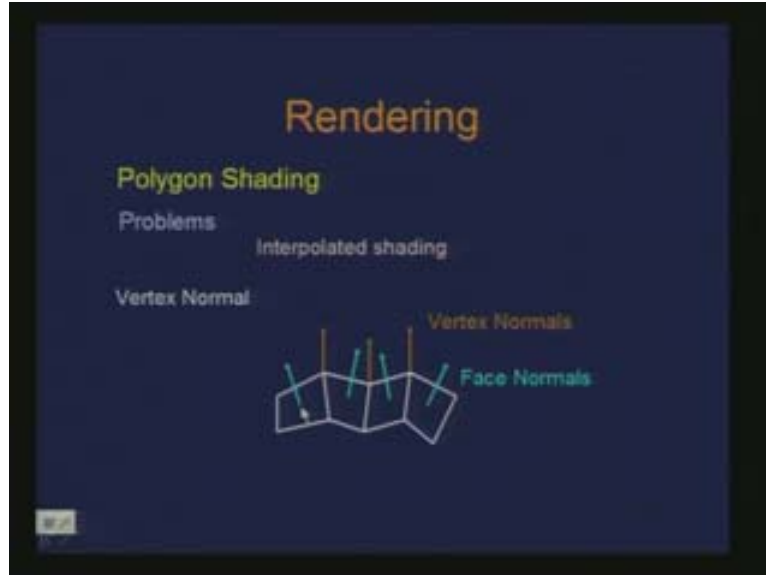 Rendering
Polygon Shading
Problems
Interpolated shading
Vertex Normal
Vertex Normals
Face Normals